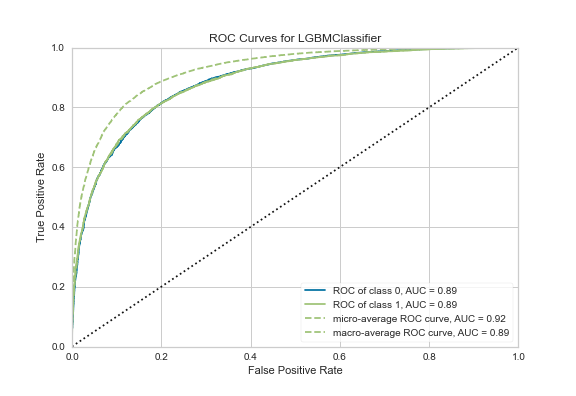 ROC Curves for LGBMClassifier
True Positive Rate
1.0
0.8
0.6
0.4
0.2
0.0
ROC of class 0, AUC = 0.89
ROC of class 1, AUC = 0.89
micro-average ROC curve, AUC = 0.92
macro-average ROC curve, AUC = 0.89
0.0 0.2 0.4 0.6 0.8 1.0
False Positive Rate